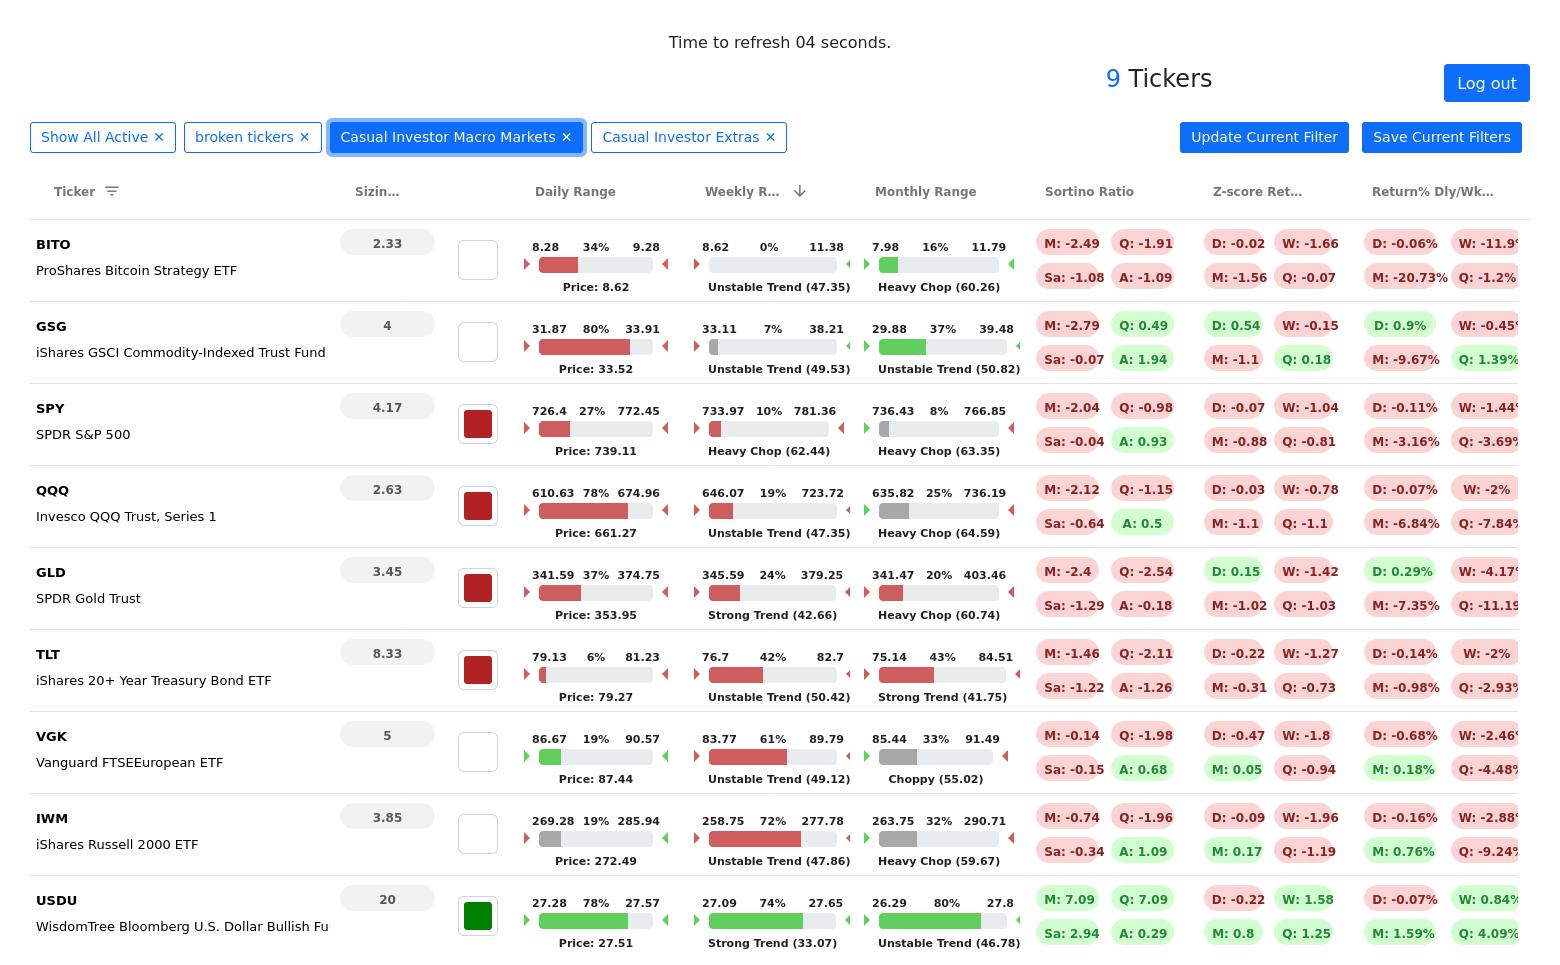 Time to refresh 04 seconds.
9 Tickers
Log out
Show All Active ✕ broken tickers ✕ Casual Investor Macro Markets ✕ Casual Investor Extras ✕ Update Current Filter Save Current Filters
Ticker Sizin... Daily Range Weekly R... Monthly Range Sortino Ratio Z-score Ret... Return% Dly/Wk...
BITO 2.33 8.28 34% 9.28 8.62 0% 11.38 7.98 16% 11.79 M: -2.49 Q: -1.91 D: -0.02 W: -1.66 D: -0.06% W: -11.9%
ProShares Bitcoin Strategy ETF Sa: -1.08 A: -1.09 M: -1.56 Q: -0.07 M: -20.73% Q: -1.2%
Price: 8.62 Unstable Trend (47.35) Heavy Chop (60.26)
GSG 4 31.87 80% 33.91 33.11 7% 38.21 29.88 37% 39.48 M: -2.79 Q: 0.49 D: 0.54 W: -0.15 D: 0.9% W: -0.45%
iShares GSCI Commodity-Indexed Trust Fund Sa: -0.07 A: 1.94 M: -1.1 Q: 0.18 M: -9.67% Q: 1.39%
Price: 33.52 Unstable Trend (49.53) Unstable Trend (50.82)
SPY 4.17 726.4 27% 772.45 733.97 10% 781.36 736.43 8% 766.85 M: -2.04 Q: -0.98 D: -0.07 W: -1.04 D: -0.11% W: -1.44%
SPDR S&P 500 Sa: -0.04 A: 0.93 M: -0.88 Q: -0.81 M: -3.16% Q: -3.69%
Price: 739.11 Heavy Chop (62.44) Heavy Chop (63.35)
QQQ 2.63 610.63 78% 674.96 646.07 19% 723.72 635.82 25% 736.19 M: -2.12 Q: -1.15 D: -0.03 W: -0.78 D: -0.07% W: -2%
Invesco QQQ Trust, Series 1 Sa: -0.64 A: 0.5 M: -1.1 Q: -1.1 M: -6.84% Q: -7.84%
Price: 661.27 Unstable Trend (47.35) Heavy Chop (64.59)
GLD 3.45 341.59 37% 374.75 345.59 24% 379.25 341.47 20% 403.46 M: -2.4 Q: -2.54 D: 0.15 W: -1.42 D: 0.29% W: -4.17%
SPDR Gold Trust Sa: -1.29 A: -0.18 M: -1.02 Q: -1.03 M: -7.35% Q: -11.19
Price: 353.95 Strong Trend (42.66) Heavy Chop (60.74)
TLT 8.33 79.13 6% 81.23 76.7 42% 82.7 75.14 43% 84.51 M: -1.46 Q: -2.11 D: -0.22 W: -1.27 D: -0.14% W: -2%
iShares 20+ Year Treasury Bond ETF Sa: -1.22 A: -1.26 M: -0.31 Q: -0.73 M: -0.98% Q: -2.93%
Price: 79.27 Unstable Trend (50.42) Strong Trend (41.75)
VGK 5 86.67 19% 90.57 83.77 61% 89.79 85.44 33% 91.49 M: -0.14 Q: -1.98 D: -0.47 W: -1.8 D: -0.68% W: -2.46%
Vanguard FTSEEuropean ETF Sa: -0.15 A: 0.68 M: 0.05 Q: -0.94 M: 0.18% Q: -4.48%
Price: 87.44 Unstable Trend (49.12) Choppy (55.02)
IWM 3.85 269.28 19% 285.94 258.75 72% 277.78 263.75 32% 290.71 M: -0.74 Q: -1.96 D: -0.09 W: -1.96 D: -0.16% W: -2.88%
iShares Russell 2000 ETF Sa: -0.34 A: 1.09 M: 0.17 Q: -1.19 M: 0.76% Q: -9.24%
Price: 272.49 Unstable Trend (47.86) Heavy Chop (59.67)
USDU 20 27.28 78% 27.57 27.09 74% 27.65 26.29 80% 27.8 M: 7.09 Q: 7.09 D: -0.22 W: 1.58 D: -0.07% W: 0.84%
WisdomTree Bloomberg U.S. Dollar Bullish Fu Sa: 2.94 A: 0.29 M: 0.8 Q: 1.25 M: 1.59% Q: 4.09%
Price: 27.51 Strong Trend (33.07) Unstable Trend (46.78)